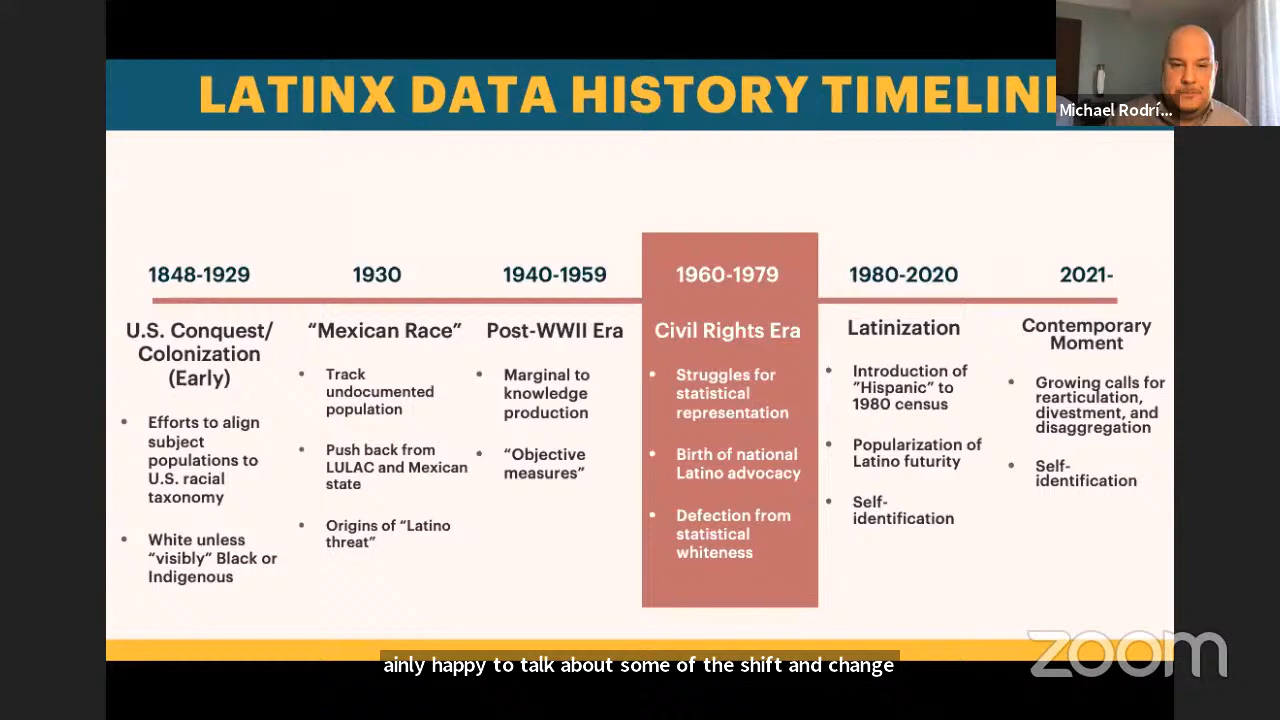 LATINX DATA HISTORY TIMELIN
Michael Rodrí...
1848-1929
U.S. Conquest/
Colonization
(Early)
• Efforts to align
subject
populations to
U.S. racial
taxonomy
• White unless
"visibly" Black or
Indigenous
1930
"Mexican Race"
• Track
undocumented
population
• Push back from
LULAC and Mexican
state
• Origins of "Latino
threat"
1940-1959
Post-WWII Era
• Marginal to
knowledge
production
• "Objective
measures"
1960-1979
Civil Rights Era
• Struggles for
statistical
representation
• Birth of national
Latino advocacy
• Defection from
statistical
whiteness
1980-2020
Latinization
• Introduction of
"Hispanic" to
1980 census
• Popularization of
Latino futurity
• Self-
identification
2021-
Contemporary
Moment
• Growing calls for
rearticulation,
divestment, and
disaggregation
• Self-
identification
ainly happy to talk about some of the shift and change
zoom